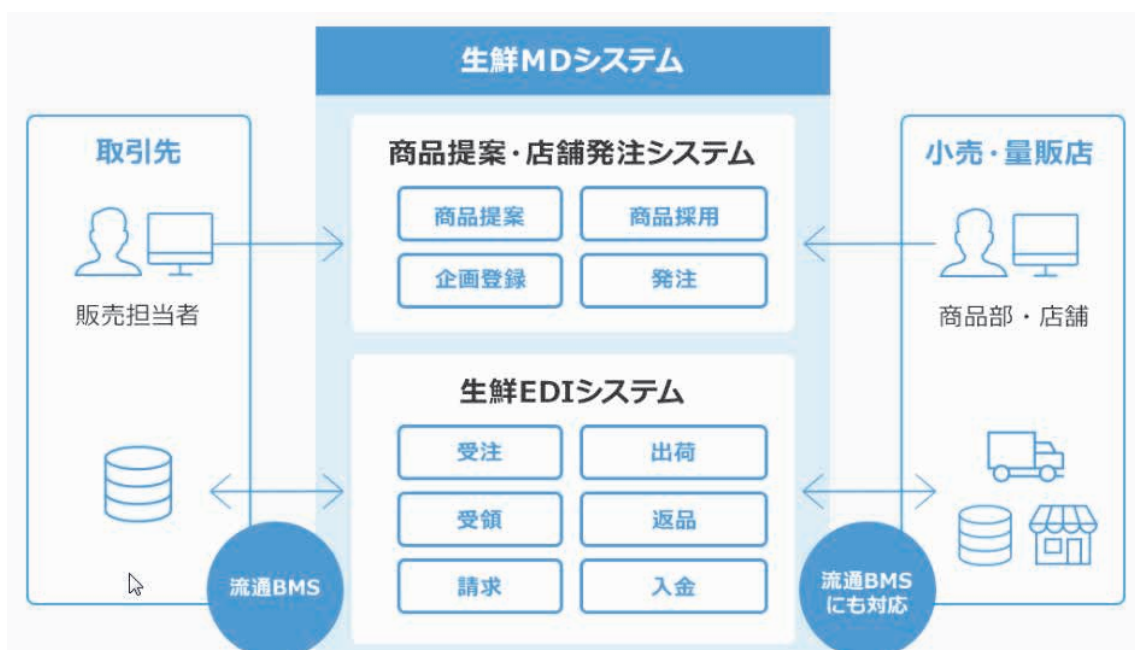 生鮮MDシステム
取引先
販売担当者
商品提案・店舗発注システム
商品提案
商品採用
企画登録
発注
小売・量販店
商品部・店舗
生鮮EDIシステム
受注
出荷
受領
返品
請求
入金
流通BMS
流通BMS
にも対応